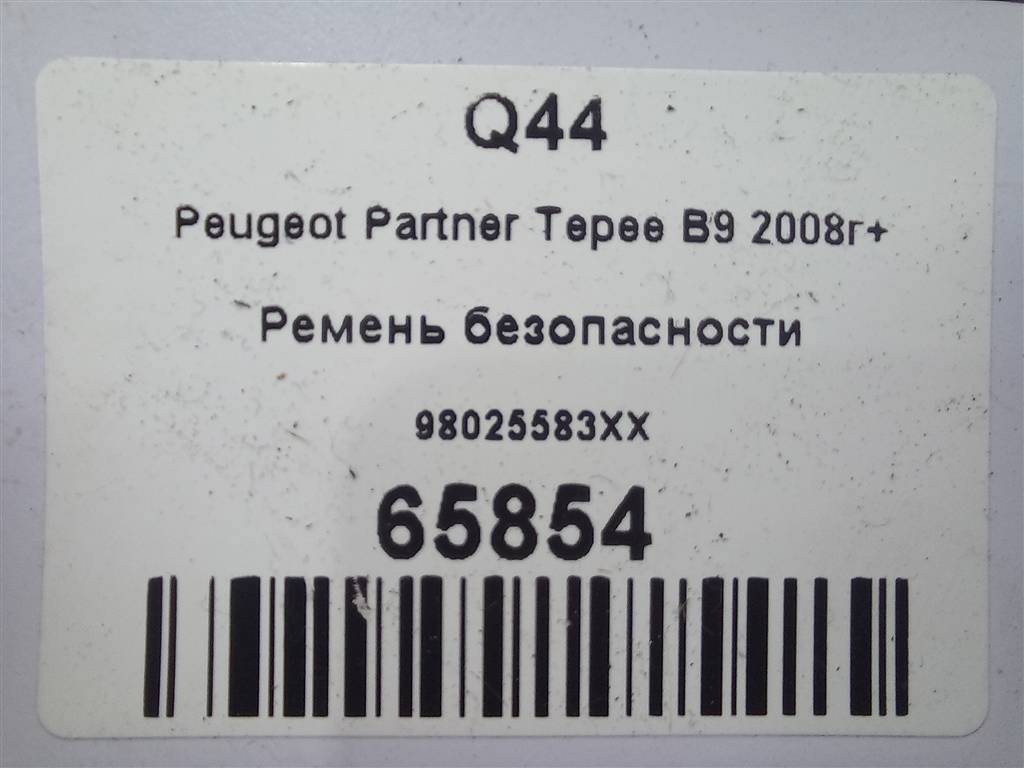 Q44
Peugeot Partner Tepee B9 2008г+
Ремень безопасности
98025583XX
65854